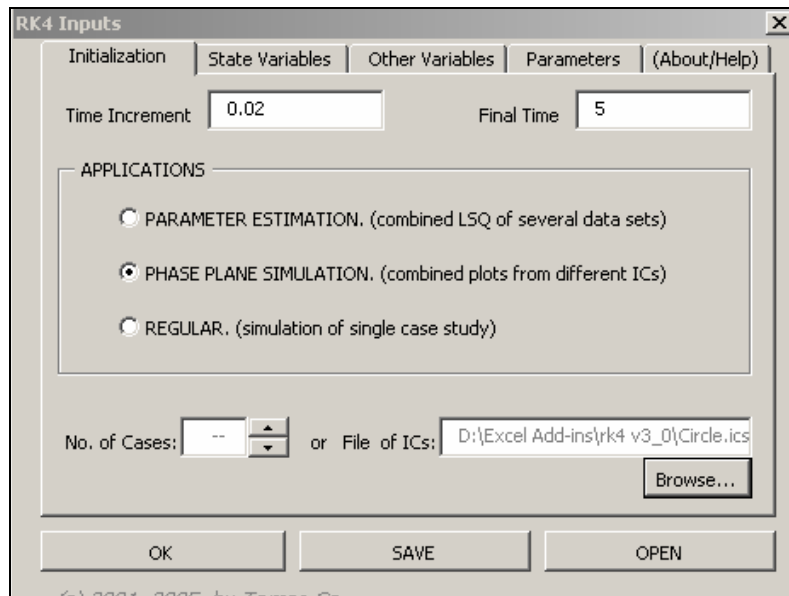 RK4 Inputs
Initialization State Variables Other Variables Parameters (About/Help)
Time Increment 0.02 Final Time 5
APPLICATIONS
PARAMETER ESTIMATION. (combined LSQ of several data sets)
PHASE PLANE SIMULATION. (combined plots from different ICs)
REGULAR. (simulation of single case study)
No. of Cases: -- or File of ICs: D:\Excel Add-ins\rk4 v3_0\Circle.ics
Browse...
OK SAVE OPEN